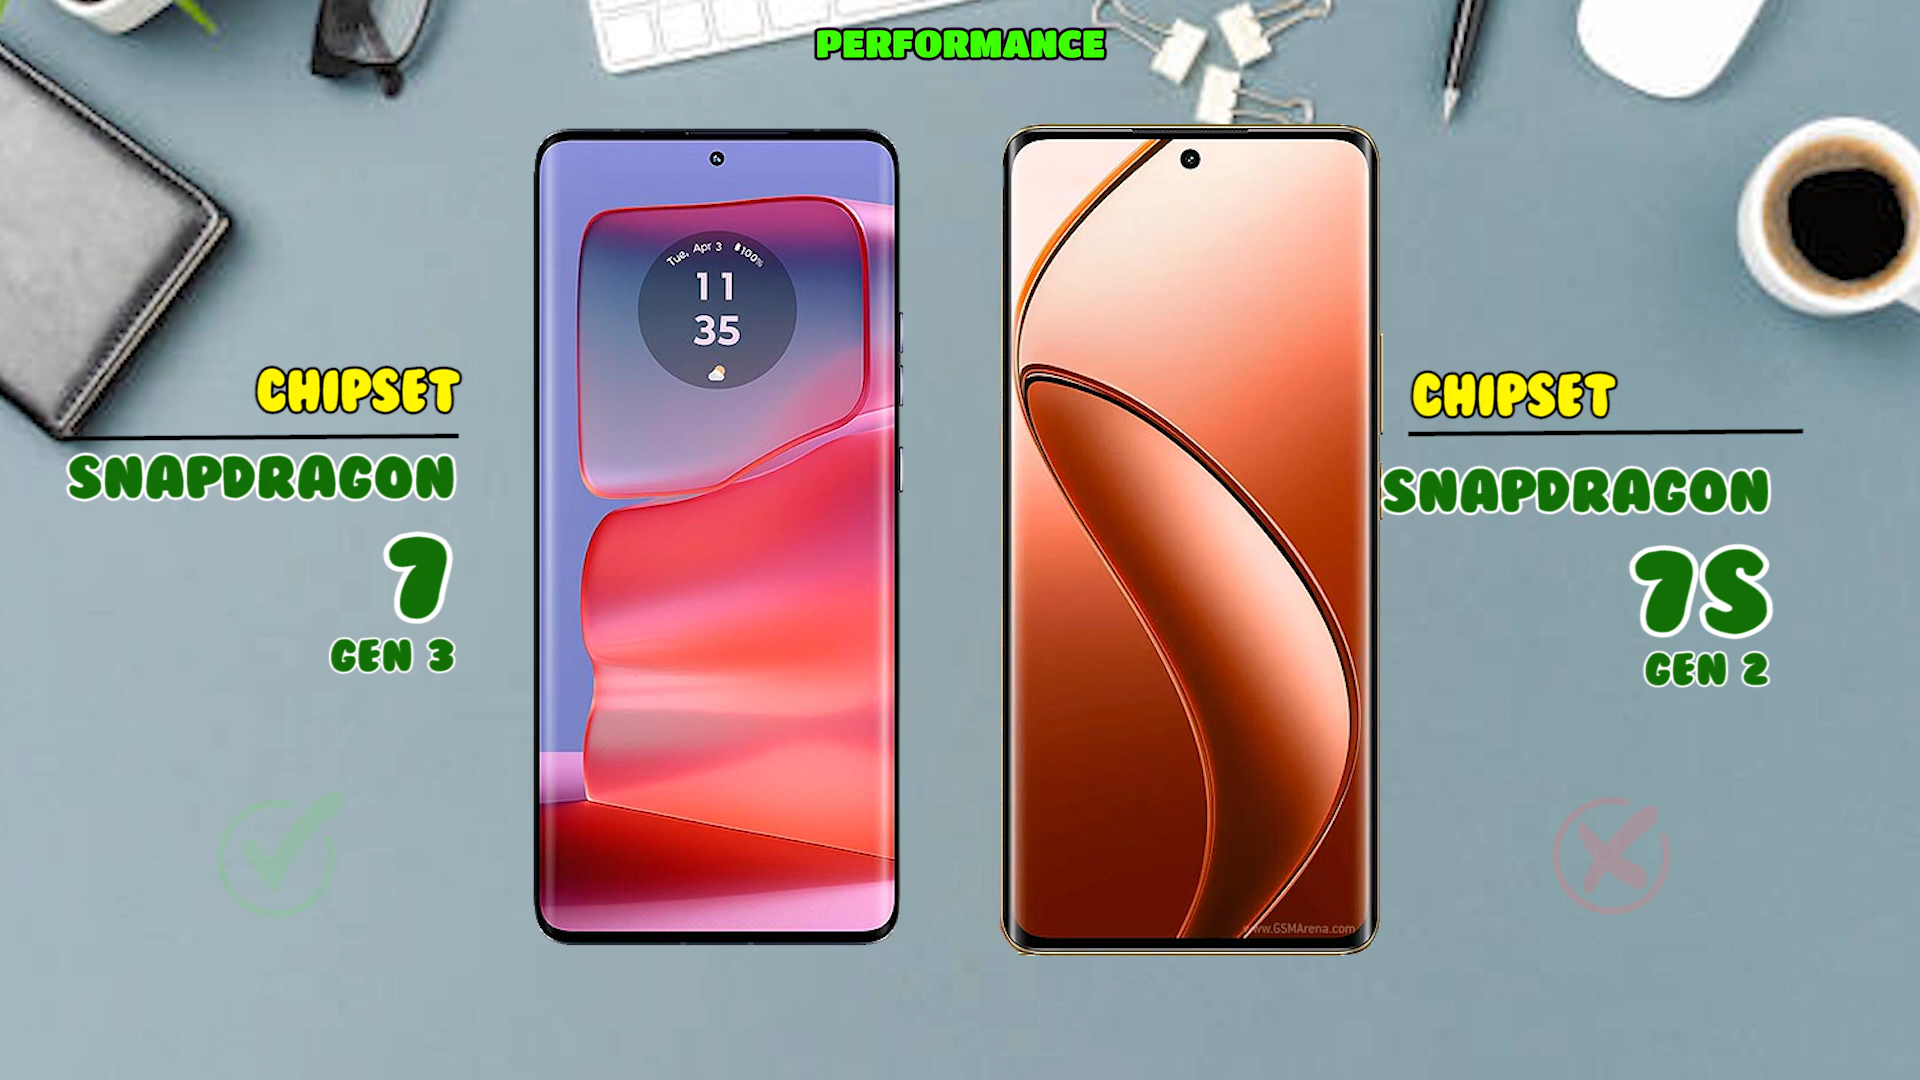 PERFORMANCE
Tue, Apr 3 100%
11
35
CHIPSET
SNAPDRAGON
7
GEN 3
CHIPSET
SNAPDRAGON
7S
GEN 2
www.GSMArena.com